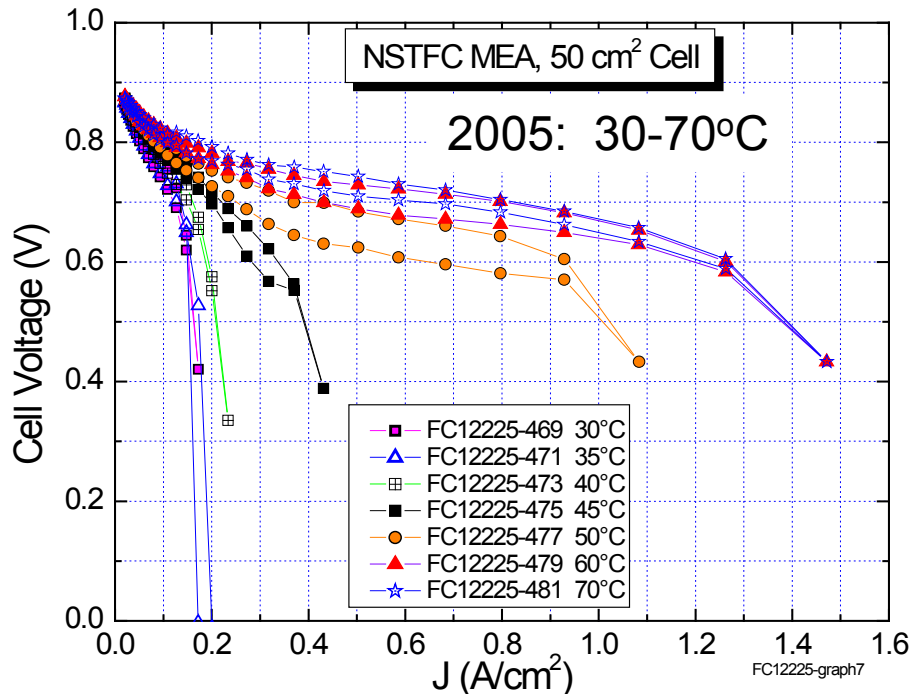 NSTFC MEA, 50 cm² Cell
2005: 30-70ºC
Cell Voltage (V)
1.0
0.8
0.6
0.4
0.2
0.0
FC12225-469 30°C
FC12225-471 35°C
FC12225-473 40°C
FC12225-475 45°C
FC12225-477 50°C
FC12225-479 60°C
FC12225-481 70°C
0.0 0.2 0.4 0.6 0.8 1.0 1.2 1.4 1.6
J (A/cm²)
FC12225-graph7